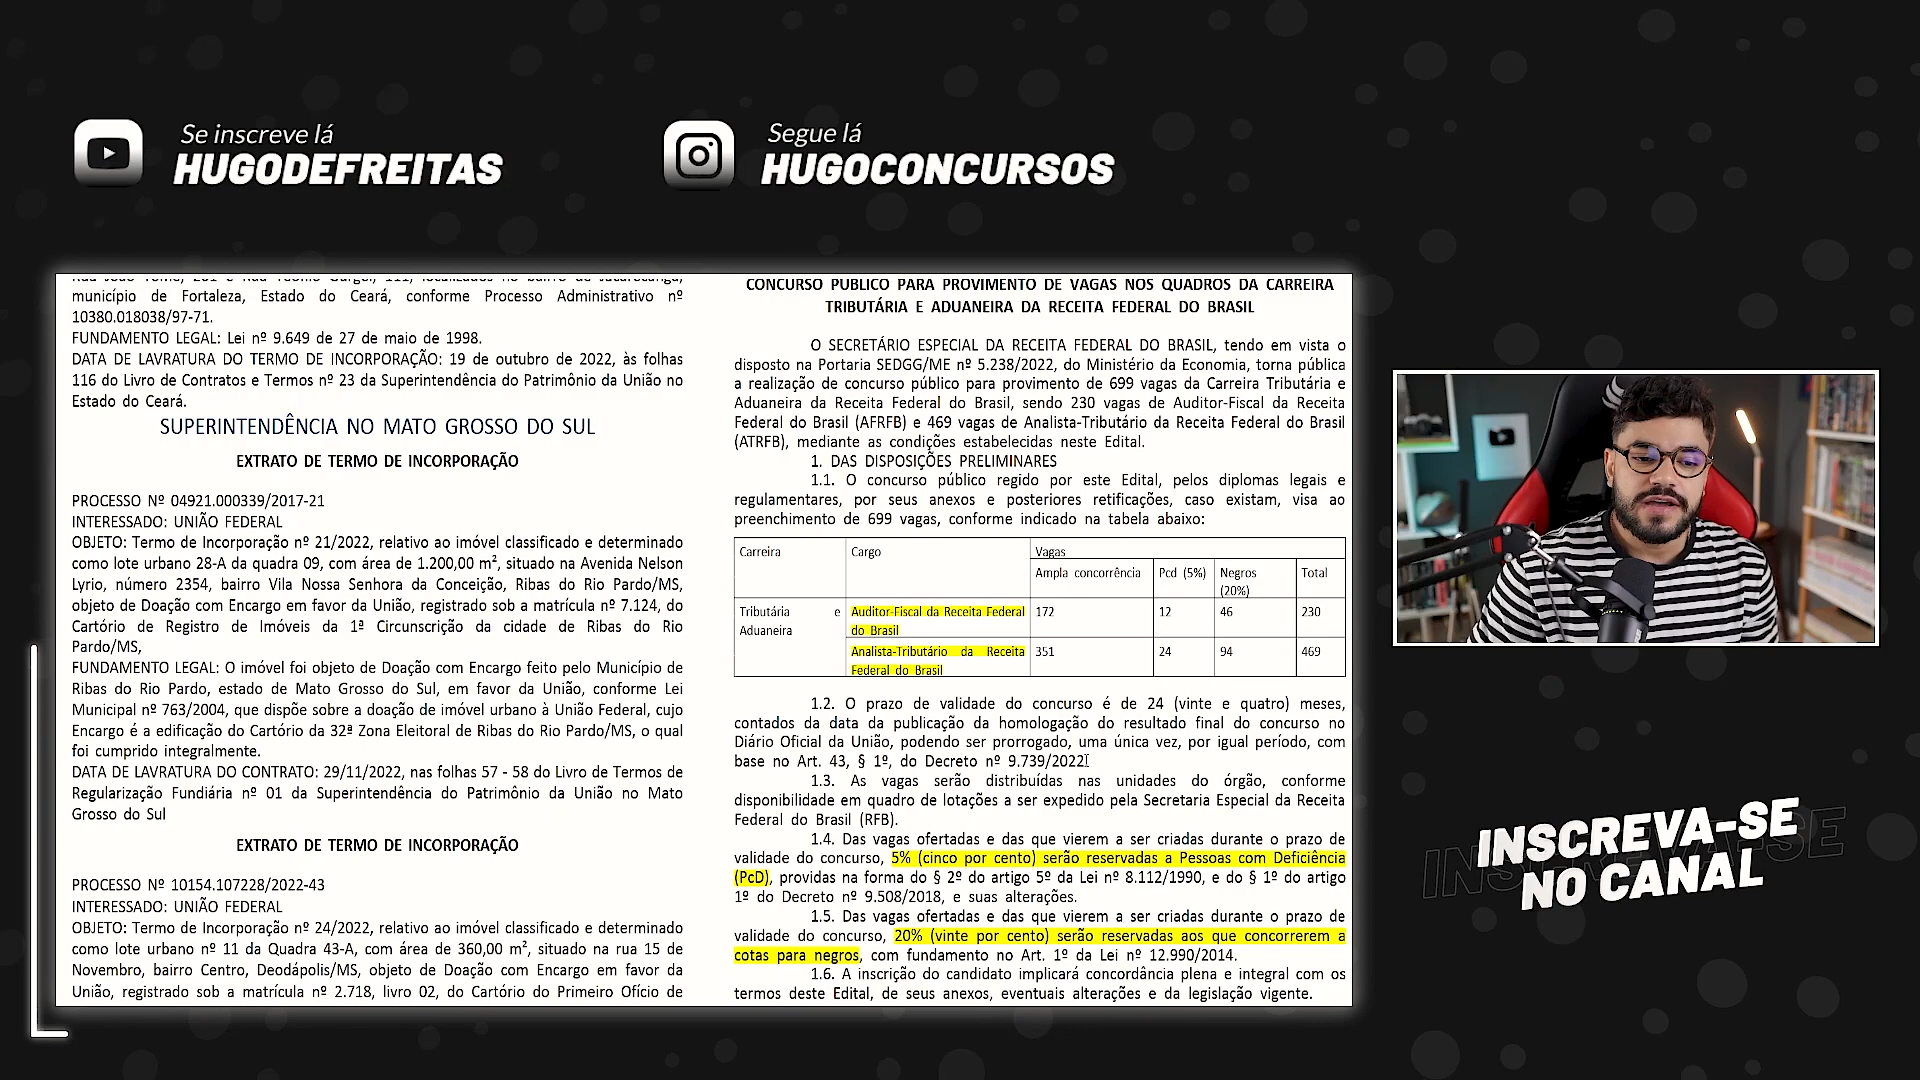 Se inscreve lá
HUGODEFREITAS
Segue lá
HUGOCONCURSOS
município de Fortaleza, Estado do Ceará, conforme Processo Administrativo nº
10380.018038/97-71.
FUNDAMENTO LEGAL: Lei nº 9.649 de 27 de maio de 1998.
DATA DE LAVRATURA DO TERMO DE INCORPORAÇÃO: 19 de outubro de 2022, às folhas
116 do Livro de Contratos e Termos nº 23 da Superintendência do Patrimônio da União no
Estado do Ceará.
SUPERINTENDÊNCIA NO MATO GROSSO DO SUL
EXTRATO DE TERMO DE INCORPORAÇÃO
PROCESSO Nº 04921.000339/2017-21
INTERESSADO: UNIÃO FEDERAL
OBJETO: Termo de Incorporação nº 21/2022, relativo ao imóvel classificado e determinado
como lote urbano 28-A da quadra 09, com área de 1.200,00 m², situado na Avenida Nelson
Lyrio, número 2354, bairro Vila Nossa Senhora da Conceição, Ribas do Rio Pardo/MS,
objeto de Doação com Encargo em favor da União, registrado sob a matrícula nº 7.124, do
Cartório de Registro de Imóveis da 1ª Circunscrição da cidade de Ribas do Rio
Pardo/MS,
FUNDAMENTO LEGAL: O imóvel foi objeto de Doação com Encargo feito pelo Município de
Ribas do Rio Pardo, estado de Mato Grosso do Sul, em favor da União, conforme Lei
Municipal nº 763/2004, que dispõe sobre a doação de imóvel urbano à União Federal, cujo
Encargo é a edificação do Cartório da 32ª Zona Eleitoral de Ribas do Rio Pardo/MS, o qual
foi cumprido integralmente.
DATA DE LAVRATURA DO CONTRATO: 29/11/2022, nas folhas 57 - 58 do Livro de Termos de
Regularização Fundiária nº 01 da Superintendência do Patrimônio da União no Mato
Grosso do Sul
EXTRATO DE TERMO DE INCORPORAÇÃO
PROCESSO Nº 10154.107228/2022-43
INTERESSADO: UNIÃO FEDERAL
OBJETO: Termo de Incorporação nº 24/2022, relativo ao imóvel classificado e determinado
como lote urbano nº 11 da Quadra 43-A, com área de 360,00 m², situado na rua 15 de
Novembro, bairro Centro, Deodápolis/MS, objeto de Doação com Encargo em favor da
União, registrado sob a matrícula nº 2.718, livro 02, do Cartório do Primeiro Ofício de
CONCURSO PÚBLICO PARA PROVIMENTO DE VAGAS NOS QUADROS DA CARREIRA
TRIBUTÁRIA E ADUANEIRA DA RECEITA FEDERAL DO BRASIL
O SECRETÁRIO ESPECIAL DA RECEITA FEDERAL DO BRASIL, tendo em vista o
disposto na Portaria SEDGG/ME nº 5.238/2022, do Ministério da Economia, torna pública
a realização de concurso público para provimento de 699 vagas da Carreira Tributária e
Aduaneira da Receita Federal do Brasil, sendo 230 vagas de Auditor-Fiscal da Receita
Federal do Brasil (AFRFB) e 469 vagas de Analista-Tributário da Receita Federal do Brasil
(ATRFB), mediante as condições estabelecidas neste Edital.
1. DAS DISPOSIÇÕES PRELIMINARES
1.1. O concurso público regido por este Edital, pelos diplomas legais e
regulamentares, por seus anexos e posteriores retificações, caso existam, visa ao
preenchimento de 699 vagas, conforme indicado na tabela abaixo:
Carreira Cargo Vagas
Ampla concorrência Pcd (5%) Negros (20%) Total
Tributária e Aduaneira Auditor-Fiscal da Receita Federal do Brasil 172 12 46 230
Analista-Tributário da Receita Federal do Brasil 351 24 94 469
1.2. O prazo de validade do concurso é de 24 (vinte e quatro) meses,
contados da data da publicação da homologação do resultado final do concurso no
Diário Oficial da União, podendo ser prorrogado, uma única vez, por igual período, com
base no Art. 43, § 1º, do Decreto nº 9.739/2022
1.3. As vagas serão distribuídas nas unidades do órgão, conforme
disponibilidade em quadro de lotações a ser expedido pela Secretaria Especial da Receita
Federal do Brasil (RFB).
1.4. Das vagas ofertadas e das que vierem a ser criadas durante o prazo de
validade do concurso, 5% (cinco por cento) serão reservadas a Pessoas com Deficiência
(PcD), providas na forma do § 2º do artigo 5º da Lei nº 8.112/1990, e do § 1º do artigo
1º do Decreto nº 9.508/2018, e suas alterações.
1.5. Das vagas ofertadas e das que vierem a ser criadas durante o prazo de
validade do concurso, 20% (vinte por cento) serão reservadas aos que concorrerem a
cotas para negros, com fundamento no Art. 1º da Lei nº 12.990/2014.
1.6. A inscrição do candidato implicará concordância plena e integral com os
termos deste Edital, de seus anexos, eventuais alterações e da legislação vigente.
INSCREVA-SE
NO CANAL